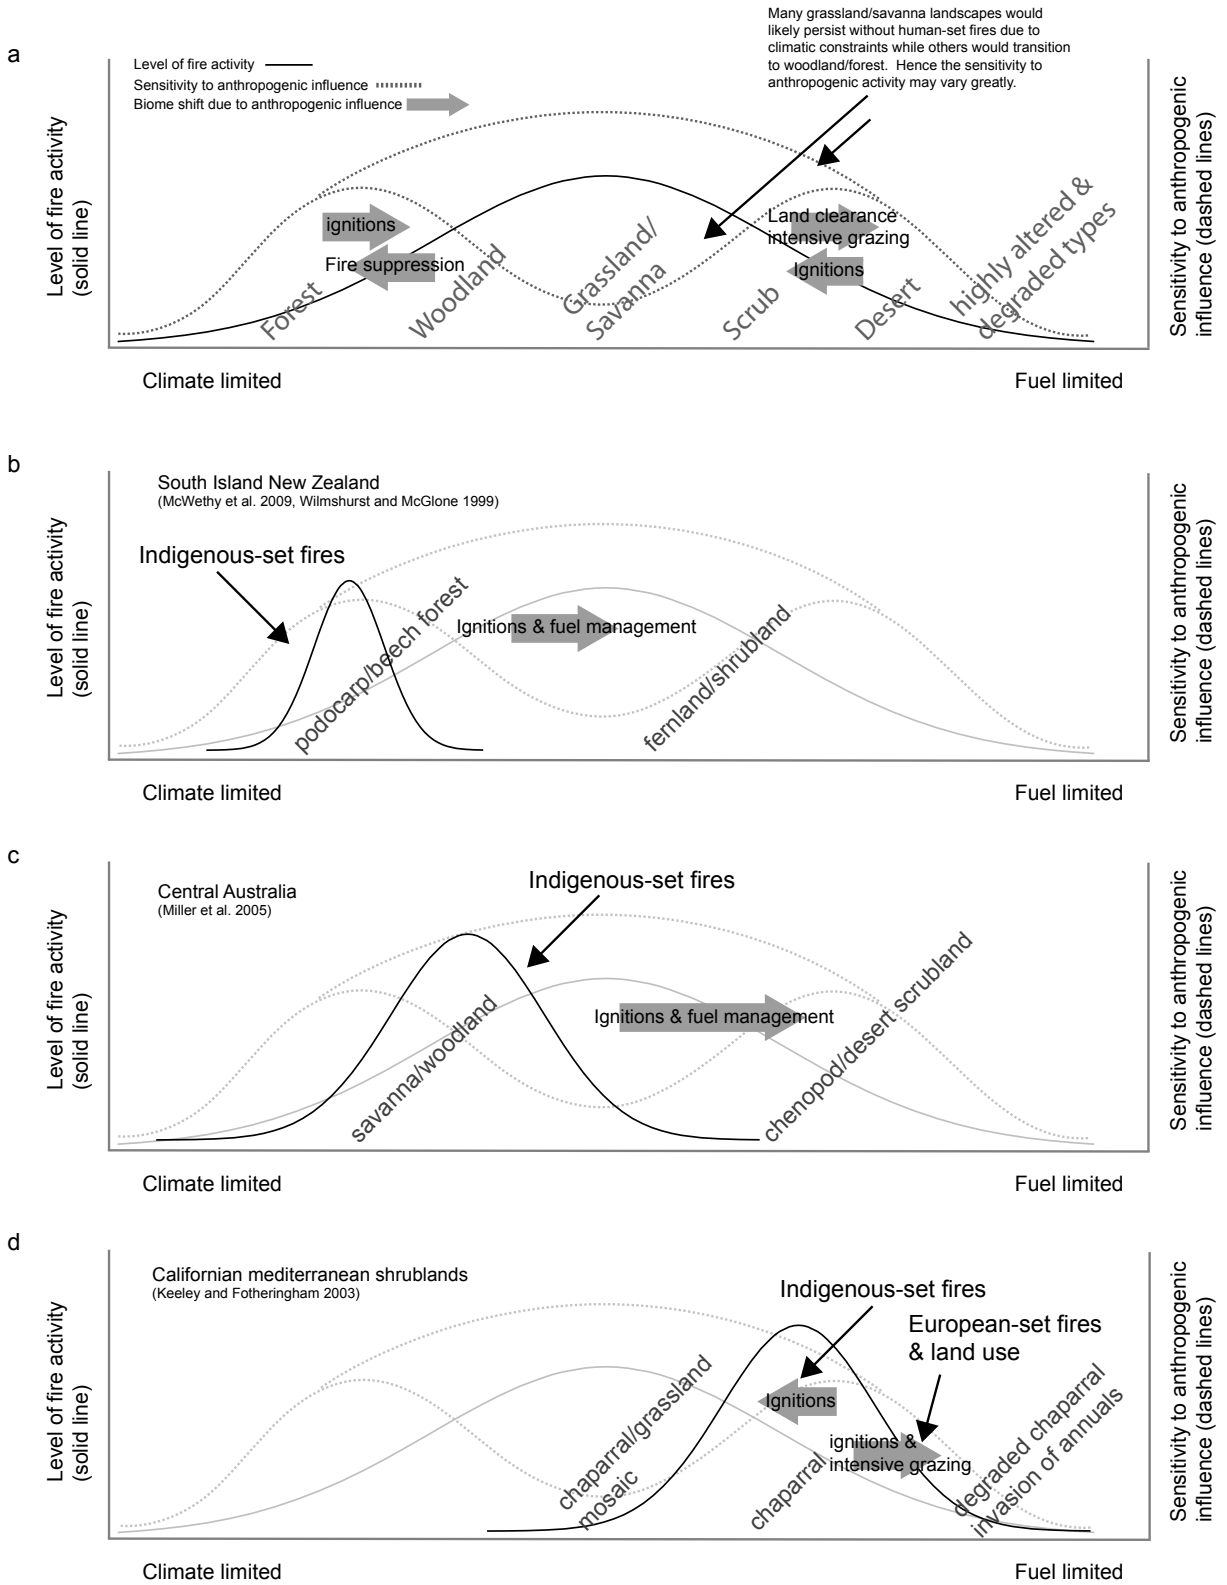 a
Many grassland/savanna landscapes would
likely persist without human-set fires due to
climatic constraints while others would transition
to woodland/forest. Hence the sensitivity to
anthropogenic activity may vary greatly.
Level of fire activity
Sensitivity to anthropogenic influence
Biome shift due to anthropogenic influence
Level of fire activity
(solid line)
ignitions
Fire suppression
Land clearance
intensive grazing
Ignitions
Forest
Woodland
Grassland/
Savanna
Scrub
Desert
highly altered &
degraded types
Sensitivity to anthropogenic
influence (dashed lines)
Climate limited
Fuel limited
b
South Island New Zealand
(McWethy et al. 2009, Wilmshurst and McGlone 1999)
Level of fire activity
(solid line)
Indigenous-set fires
podocarp/beech forest
Ignitions & fuel management
fernland/shrubland
Sensitivity to anthropogenic
influence (dashed lines)
Climate limited
Fuel limited
c
Central Australia
(Miller et al. 2005)
Level of fire activity
(solid line)
Indigenous-set fires
savanna/woodland
Ignitions & fuel management
chenopod/desert scrubland
Sensitivity to anthropogenic
influence (dashed lines)
Climate limited
Fuel limited
d
Californian mediterranean shrublands
(Keeley and Fotheringham 2003)
Level of fire activity
(solid line)
Indigenous-set fires
European-set fires
& land use
Ignitions
ignitions &
intensive grazing
chaparral/grassland
mosaic
chaparral
degraded chaparral
invasion of annuals
Sensitivity to anthropogenic
influence (dashed lines)
Climate limited
Fuel limited